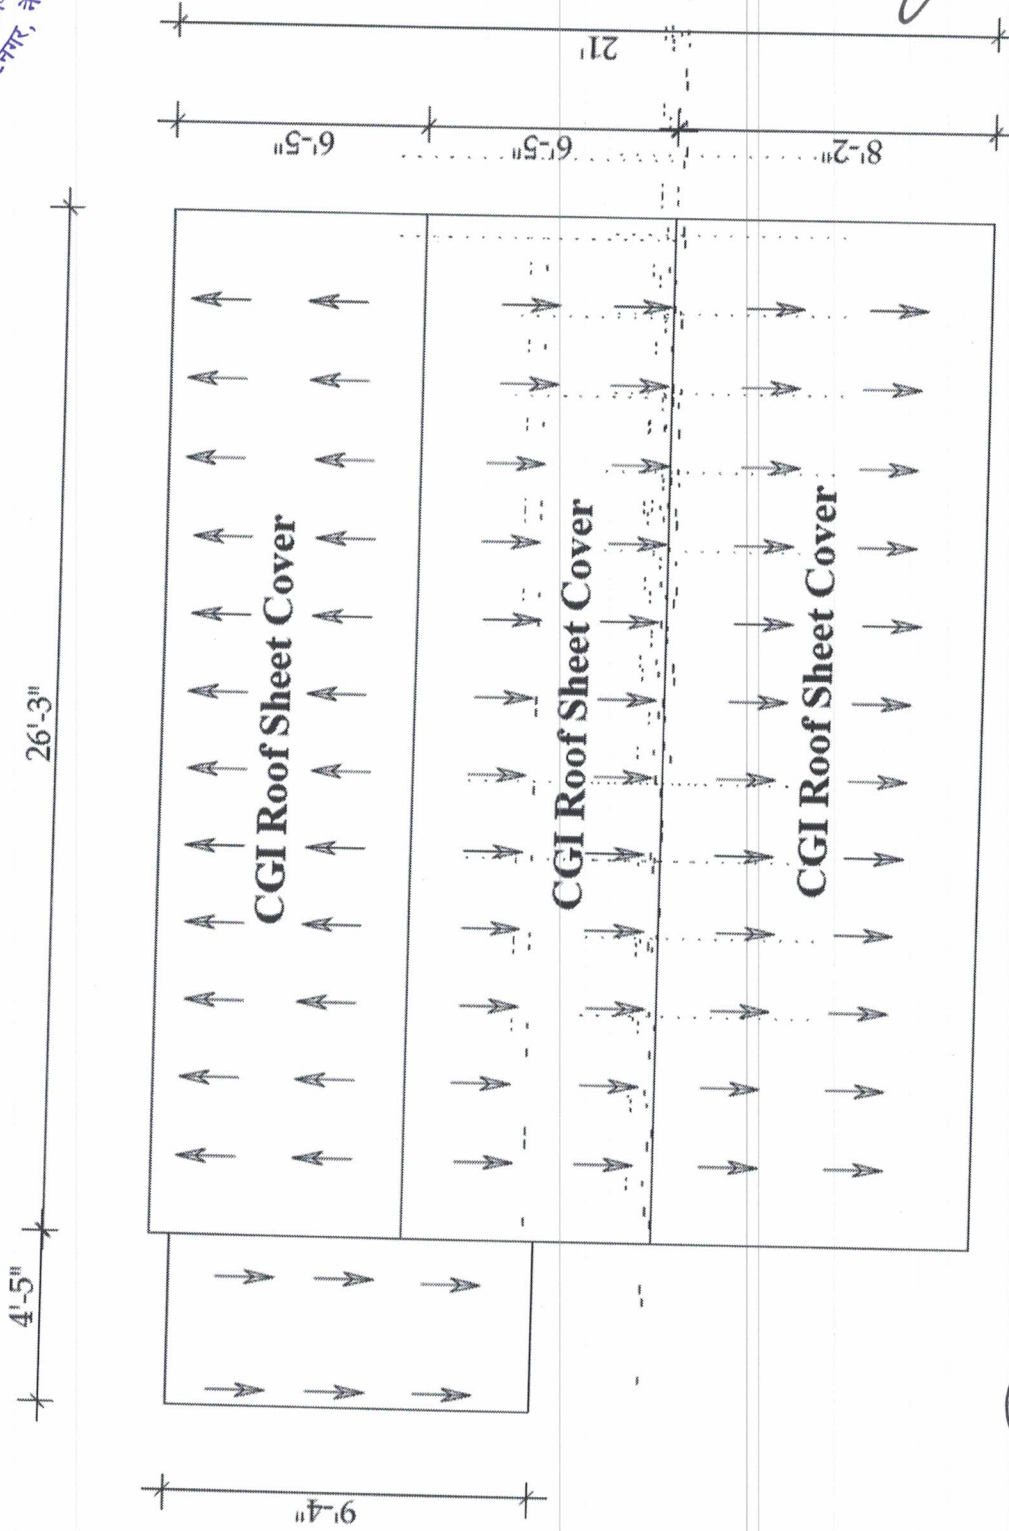 नगर,
21'
6'-5"
6'-5"
8'-2"
26'-3"
4'-5"
9'-4"
CGI Roof Sheet Cover
CGI Roof Sheet Cover
CGI Roof Sheet Cover